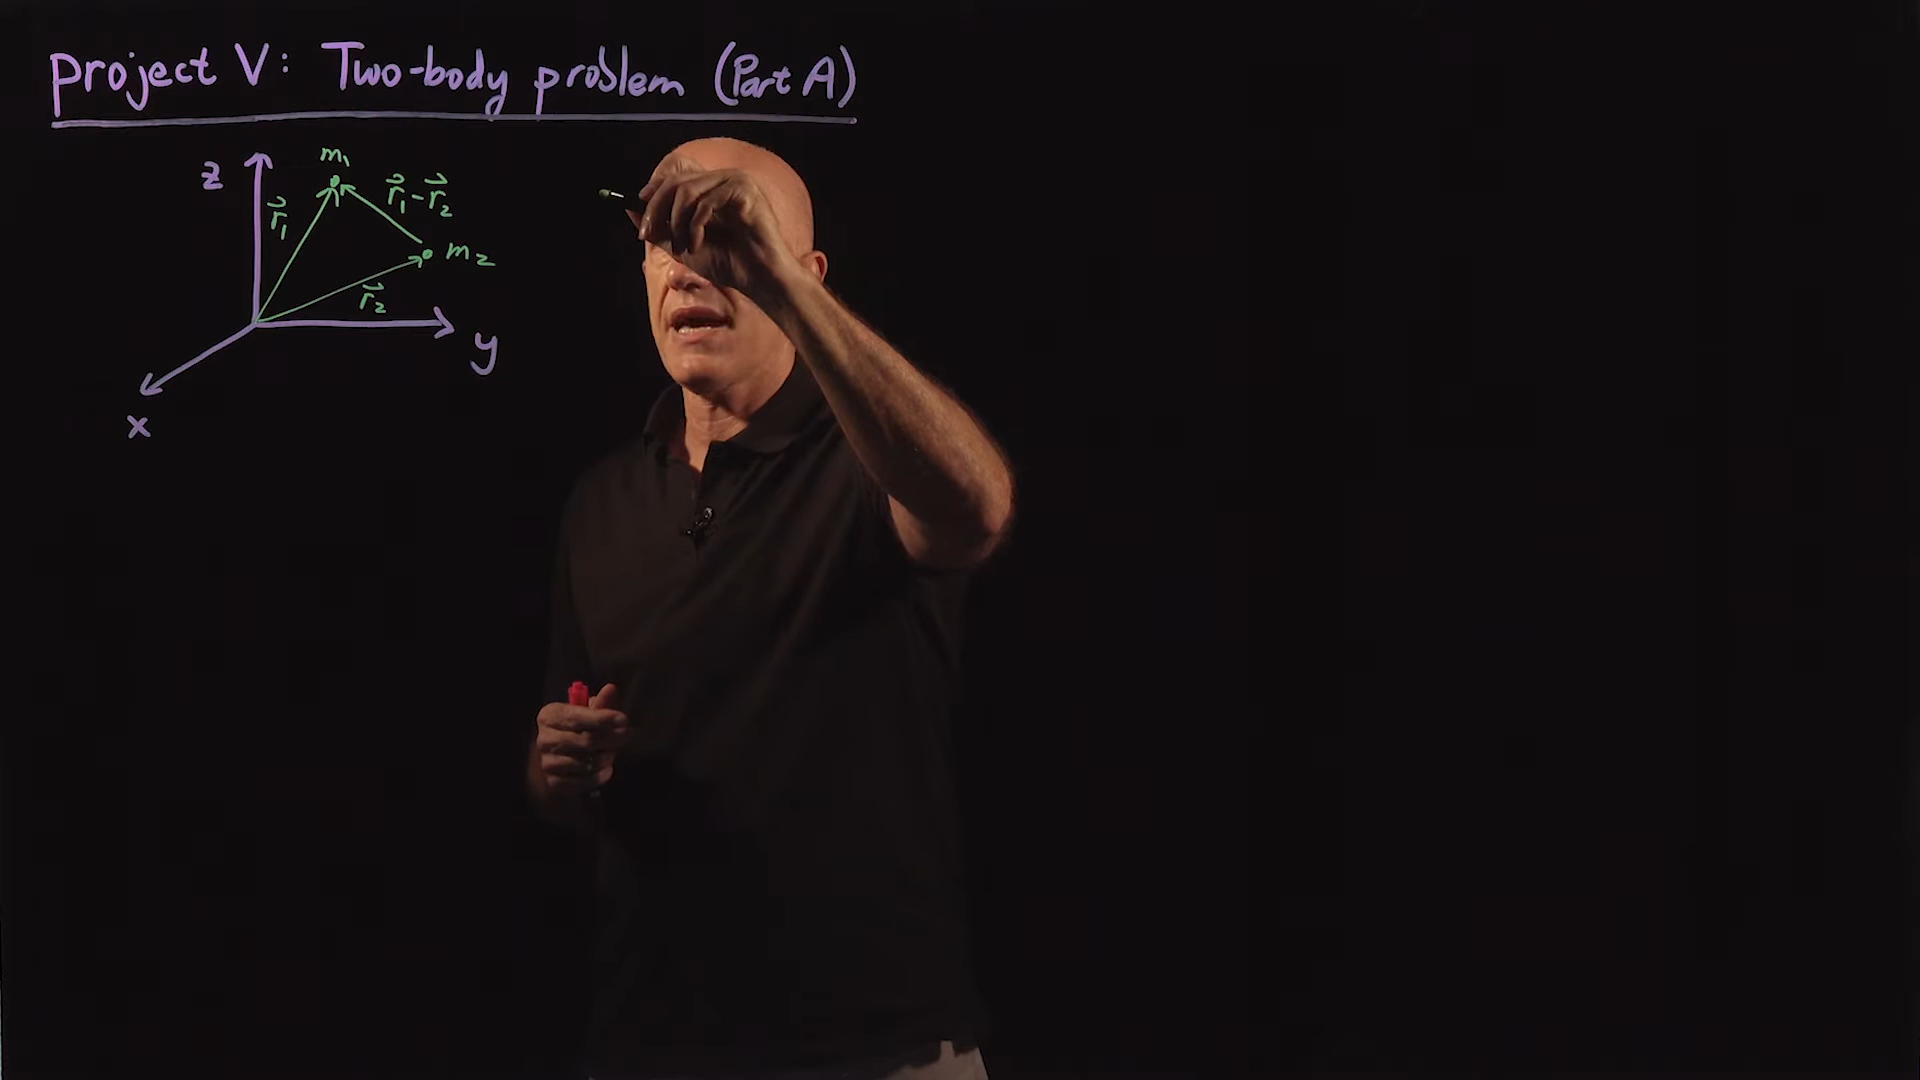 Project V: Two-body problem (Part A)
z
m₁
r⃗₁
r⃗₁-r⃗₂
m₂
r⃗₂
y
x